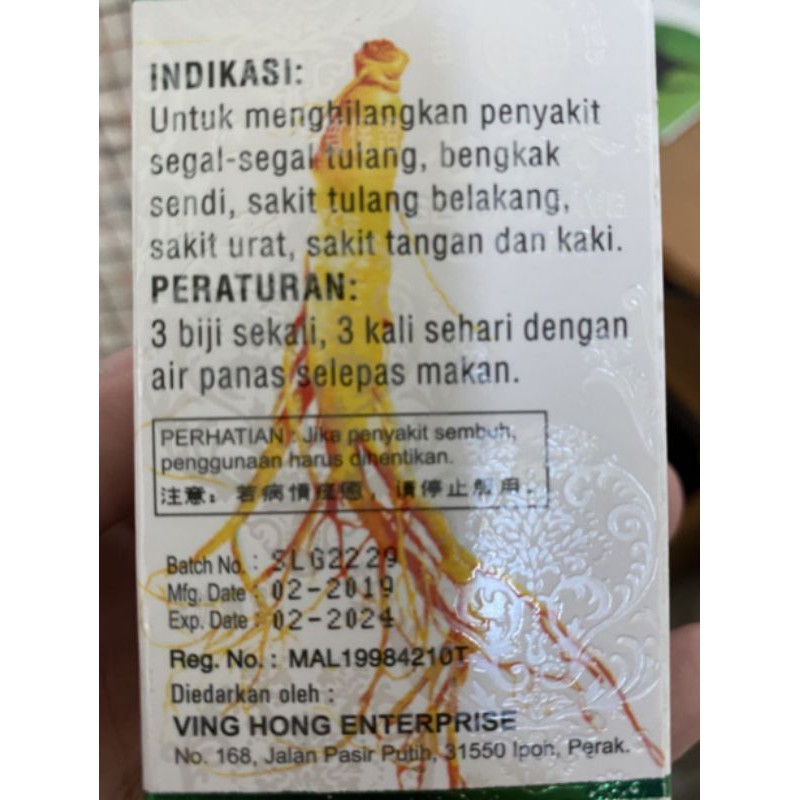 INDIKASI:
Untuk menghilangkan penyakit
segal-segal tulang, bengkak
sendi, sakit tulang belakang,
sakit urat, sakit tangan dan kaki.
PERATURAN:
3 biji sekali, 3 kali sehari dengan
air panas selepas makan.
PERHATIAN : Jika penyakit sembuh,
penggunaan harus dihentikan.
注意：若病情痊癒，请停止服用。
Batch No. : SLG2229
Mfg. Date : 02-2019
Exp. Date : 02-2024
Reg. No. : MAL19984210T
Diedarkan oleh :
VING HONG ENTERPRISE
No. 168, Jalan Pasir Putih, 31550 Ipoh, Perak.